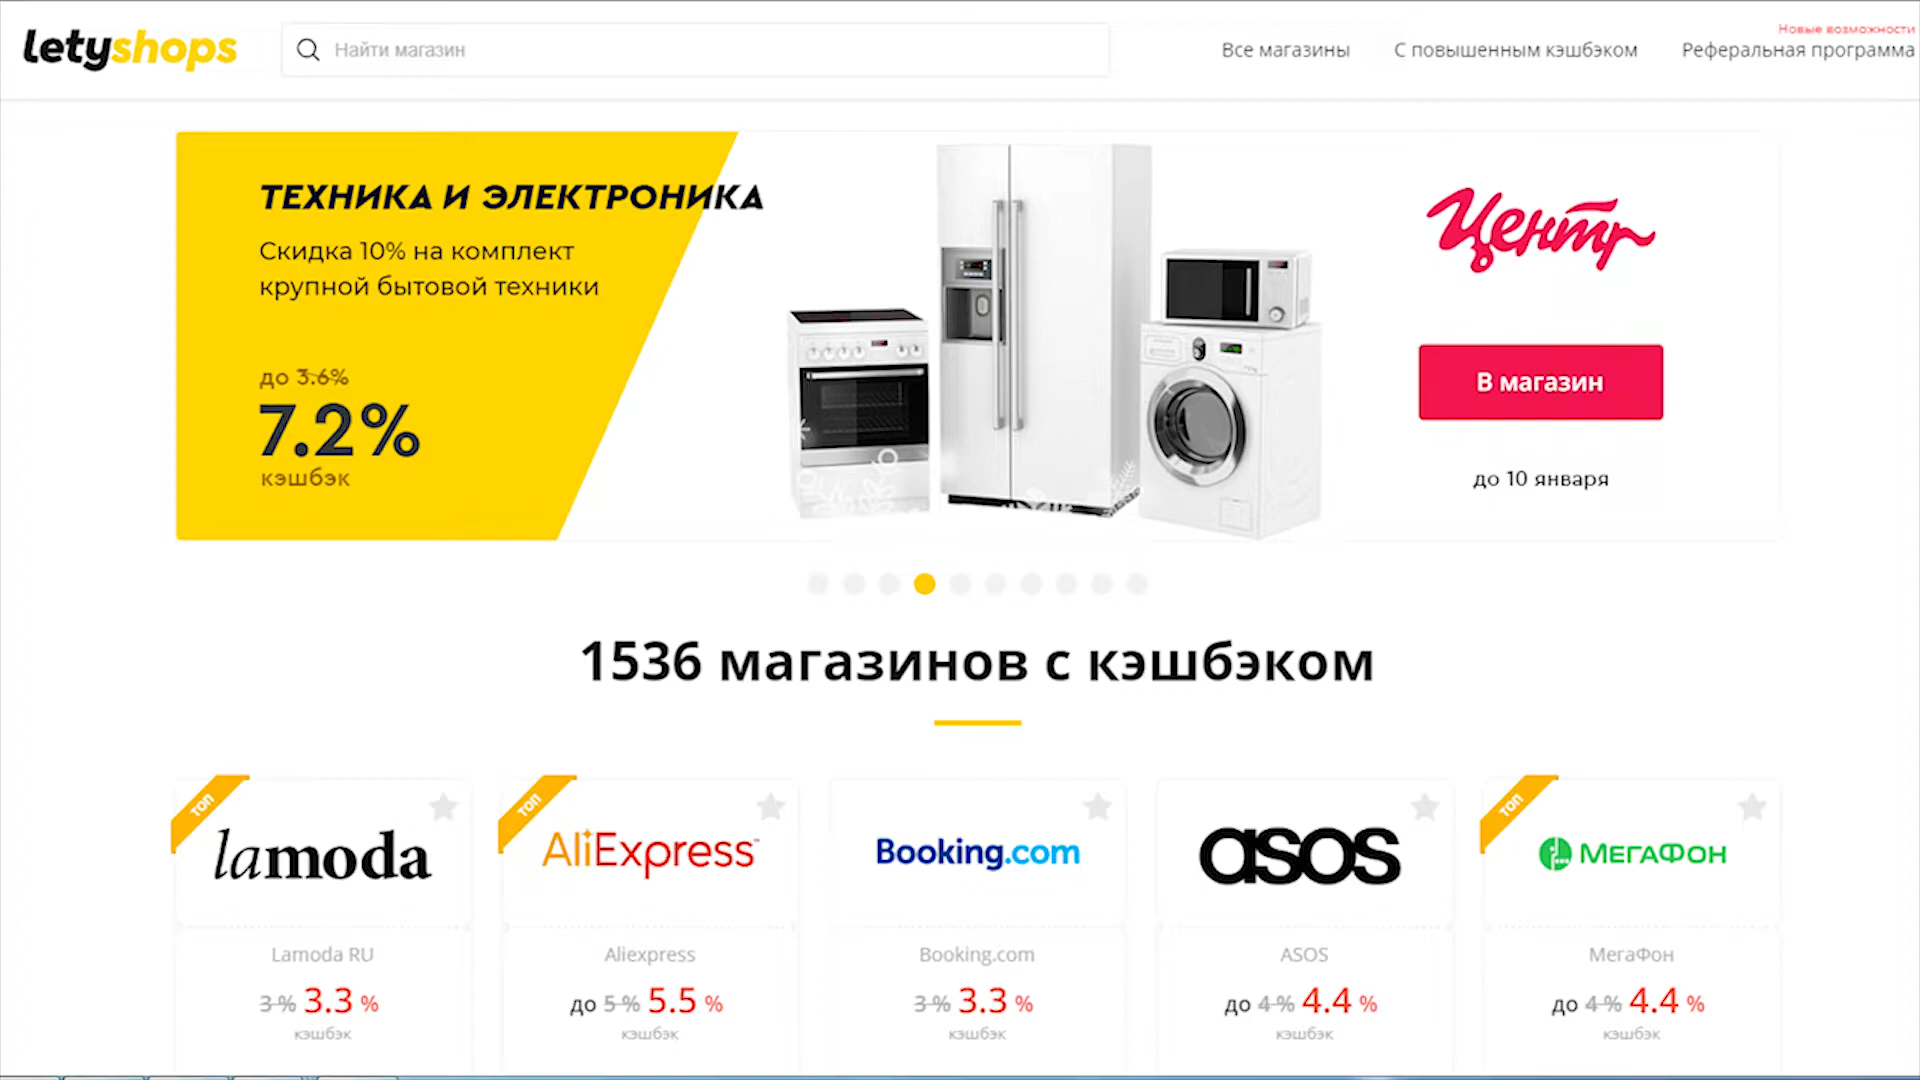 letyshops
Найти магазин
Все магазины
С повышенным кэшбэком
Новые возможности
Реферальная программа
ТЕХНИКА И ЭЛЕКТРОНИКА
Скидка 10% на комплект
крупной бытовой техники
до 3.6%
7.2%
кэшбэк
Центр
В магазин
до 10 января
1536 магазинов с кэшбэком
ТОП
lamoda
Lamoda RU
3 % 3.3 %
кэшбэк
ТОП
AliExpress
Aliexpress
до 5 % 5.5 %
кэшбэк
Booking.com
Booking.com
3 % 3.3 %
кэшбэк
asos
ASOS
до 4 % 4.4 %
кэшбэк
ТОП
МЕГАФОН
МегаФон
до 4 % 4.4 %
кэшбэк